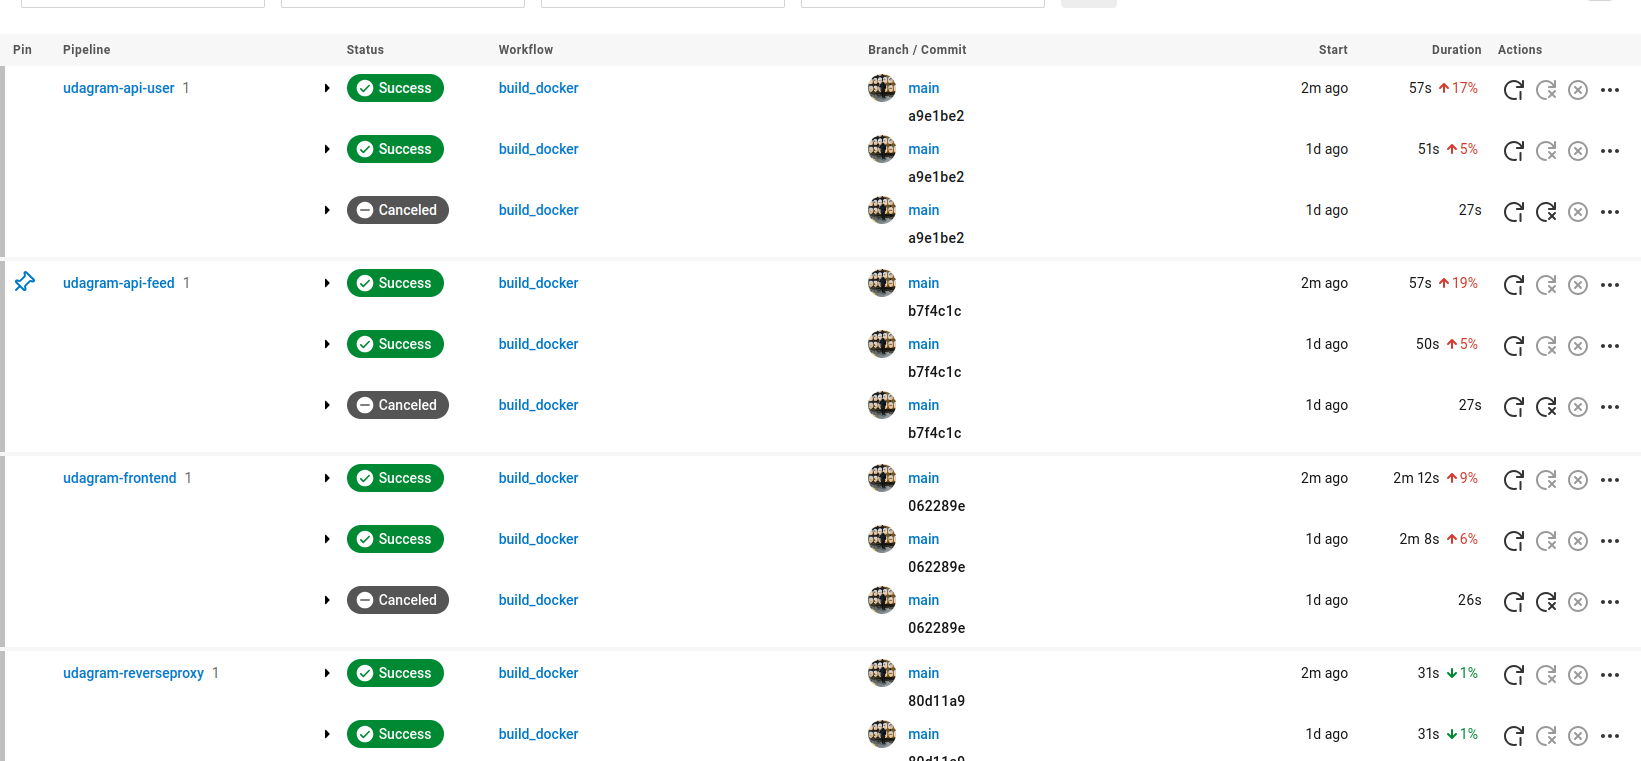 Pin Pipeline Status Workflow Branch / Commit Start Duration Actions
udagram-api-user 1 Success build_docker main 2m ago 57s 17%
a9e1be2
Success build_docker main 1d ago 51s 5%
a9e1be2
Canceled build_docker main 1d ago 27s
a9e1be2
udagram-api-feed 1 Success build_docker main 2m ago 57s 19%
b7f4c1c
Success build_docker main 1d ago 50s 5%
b7f4c1c
Canceled build_docker main 1d ago 27s
b7f4c1c
udagram-frontend 1 Success build_docker main 2m ago 2m 12s 9%
062289e
Success build_docker main 1d ago 2m 8s 6%
062289e
Canceled build_docker main 1d ago 26s
062289e
udagram-reverseproxy 1 Success build_docker main 2m ago 31s 1%
80d11a9
Success build_docker main 1d ago 31s 1%
80d11a9